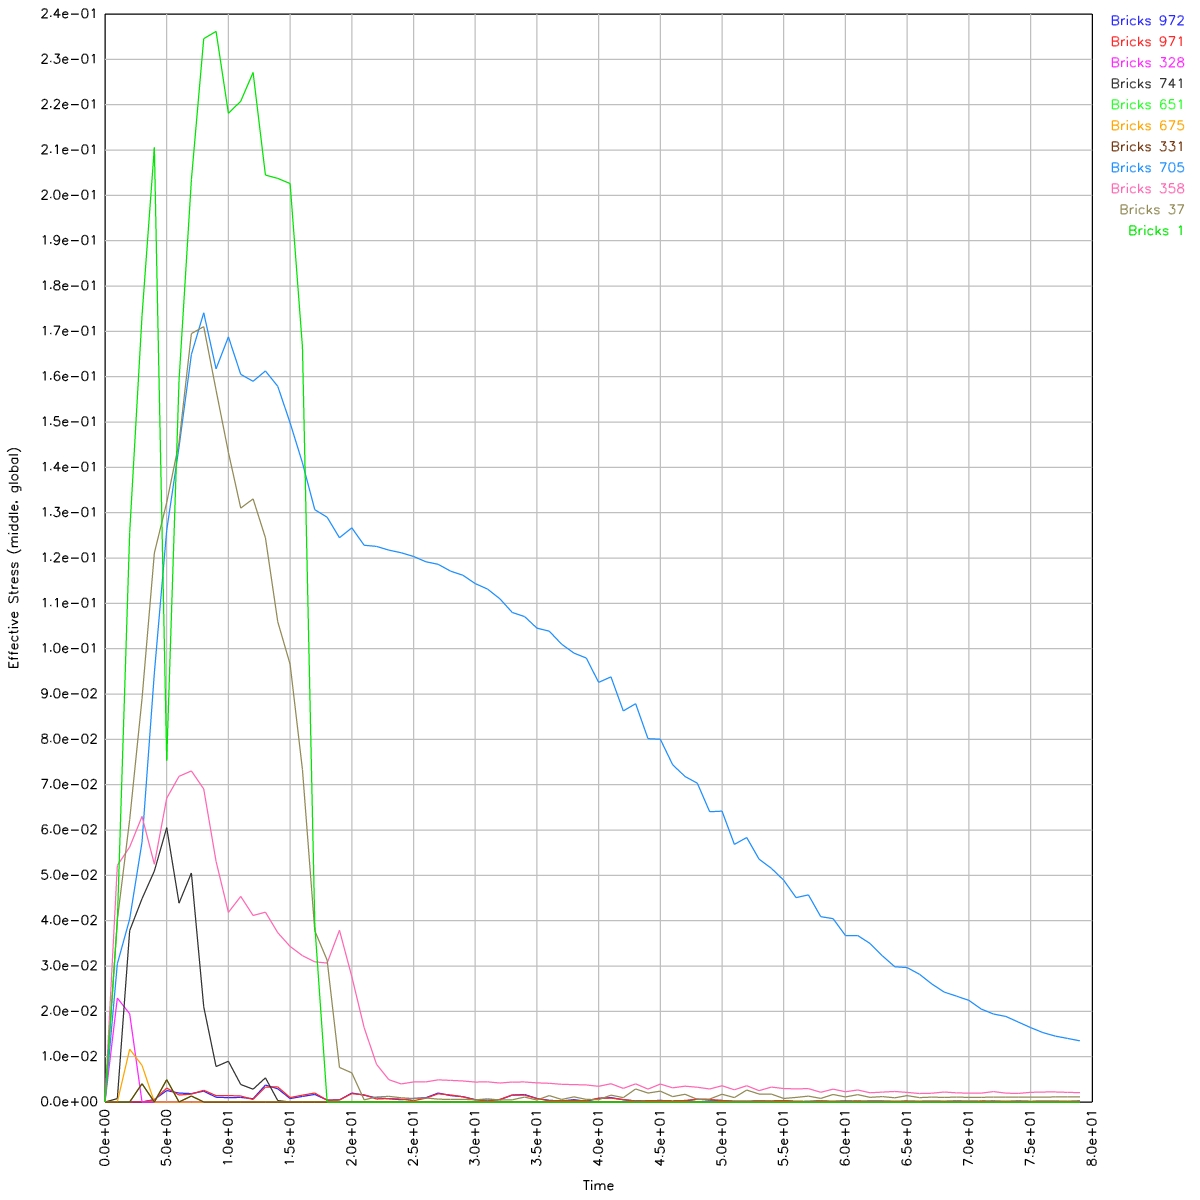 2.4e−01
2.3e−01
2.2e−01
2.1e−01
2.0e−01
1.9e−01
1.8e−01
1.7e−01
1.6e−01
1.5e−01
1.4e−01
1.3e−01
1.2e−01
1.1e−01
1.0e−01
9.0e−02
8.0e−02
7.0e−02
6.0e−02
5.0e−02
4.0e−02
3.0e−02
2.0e−02
1.0e−02
0.0e+00
Effective Stress (middle, global)
0.0e+00
5.0e+00
1.0e+01
1.5e+01
2.0e+01
2.5e+01
3.0e+01
3.5e+01
4.0e+01
4.5e+01
5.0e+01
5.5e+01
6.0e+01
6.5e+01
7.0e+01
7.5e+01
8.0e+01
Time
Bricks 972
Bricks 971
Bricks 328
Bricks 741
Bricks 651
Bricks 675
Bricks 331
Bricks 705
Bricks 358
Bricks 37
Bricks 1